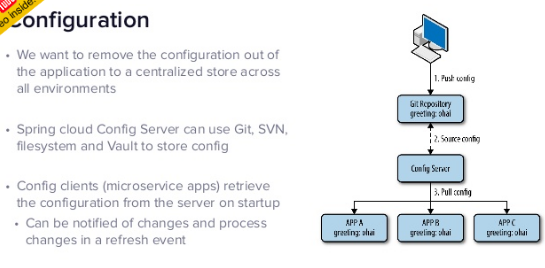 Configuration
• We want to remove the configuration out of
the application to a centralized store across
all environments
• Spring cloud Config Server can use Git, SVN,
filesystem and Vault to store config
• Config clients (microservice apps) retrieve
the configuration from the server on startup
• Can be notified of changes and process
changes in a refresh event
1. Push config
Git Repository
greeting: ohai
2. Source config
Config Server
3. Pull config
APP A
greeting: ohai
APP B
greeting: ohai
APP C
greeting: ohai